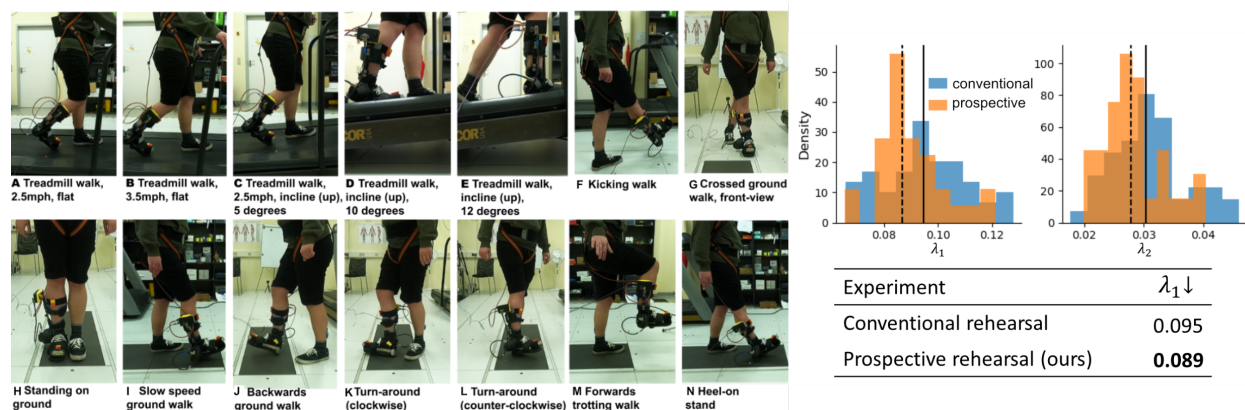 A Treadmill walk,
2.5mph, flat
B Treadmill walk,
3.5mph, flat
C Treadmill walk,
2.5mph, incline (up),
5 degrees
D Treadmill walk,
incline (up),
10 degrees
E Treadmill walk,
incline (up),
12 degrees
F Kicking walk
G Crossed ground
walk, front-view
COR
COR
H Standing on
ground
I Slow speed
ground walk
J Backwards
ground walk
K Turn-around
(clockwise)
L Turn-around
(counter-clockwise)
M Forwards
trotting walk
N Heel-on
stand
Density
50
40
30
20
10
0
0.08 0.10 0.12
λ1
conventional
prospective
100
80
60
40
20
0
0.02 0.03 0.04
λ2
Experiment λ1↓
Conventional rehearsal 0.095
Prospective rehearsal (ours) 0.089